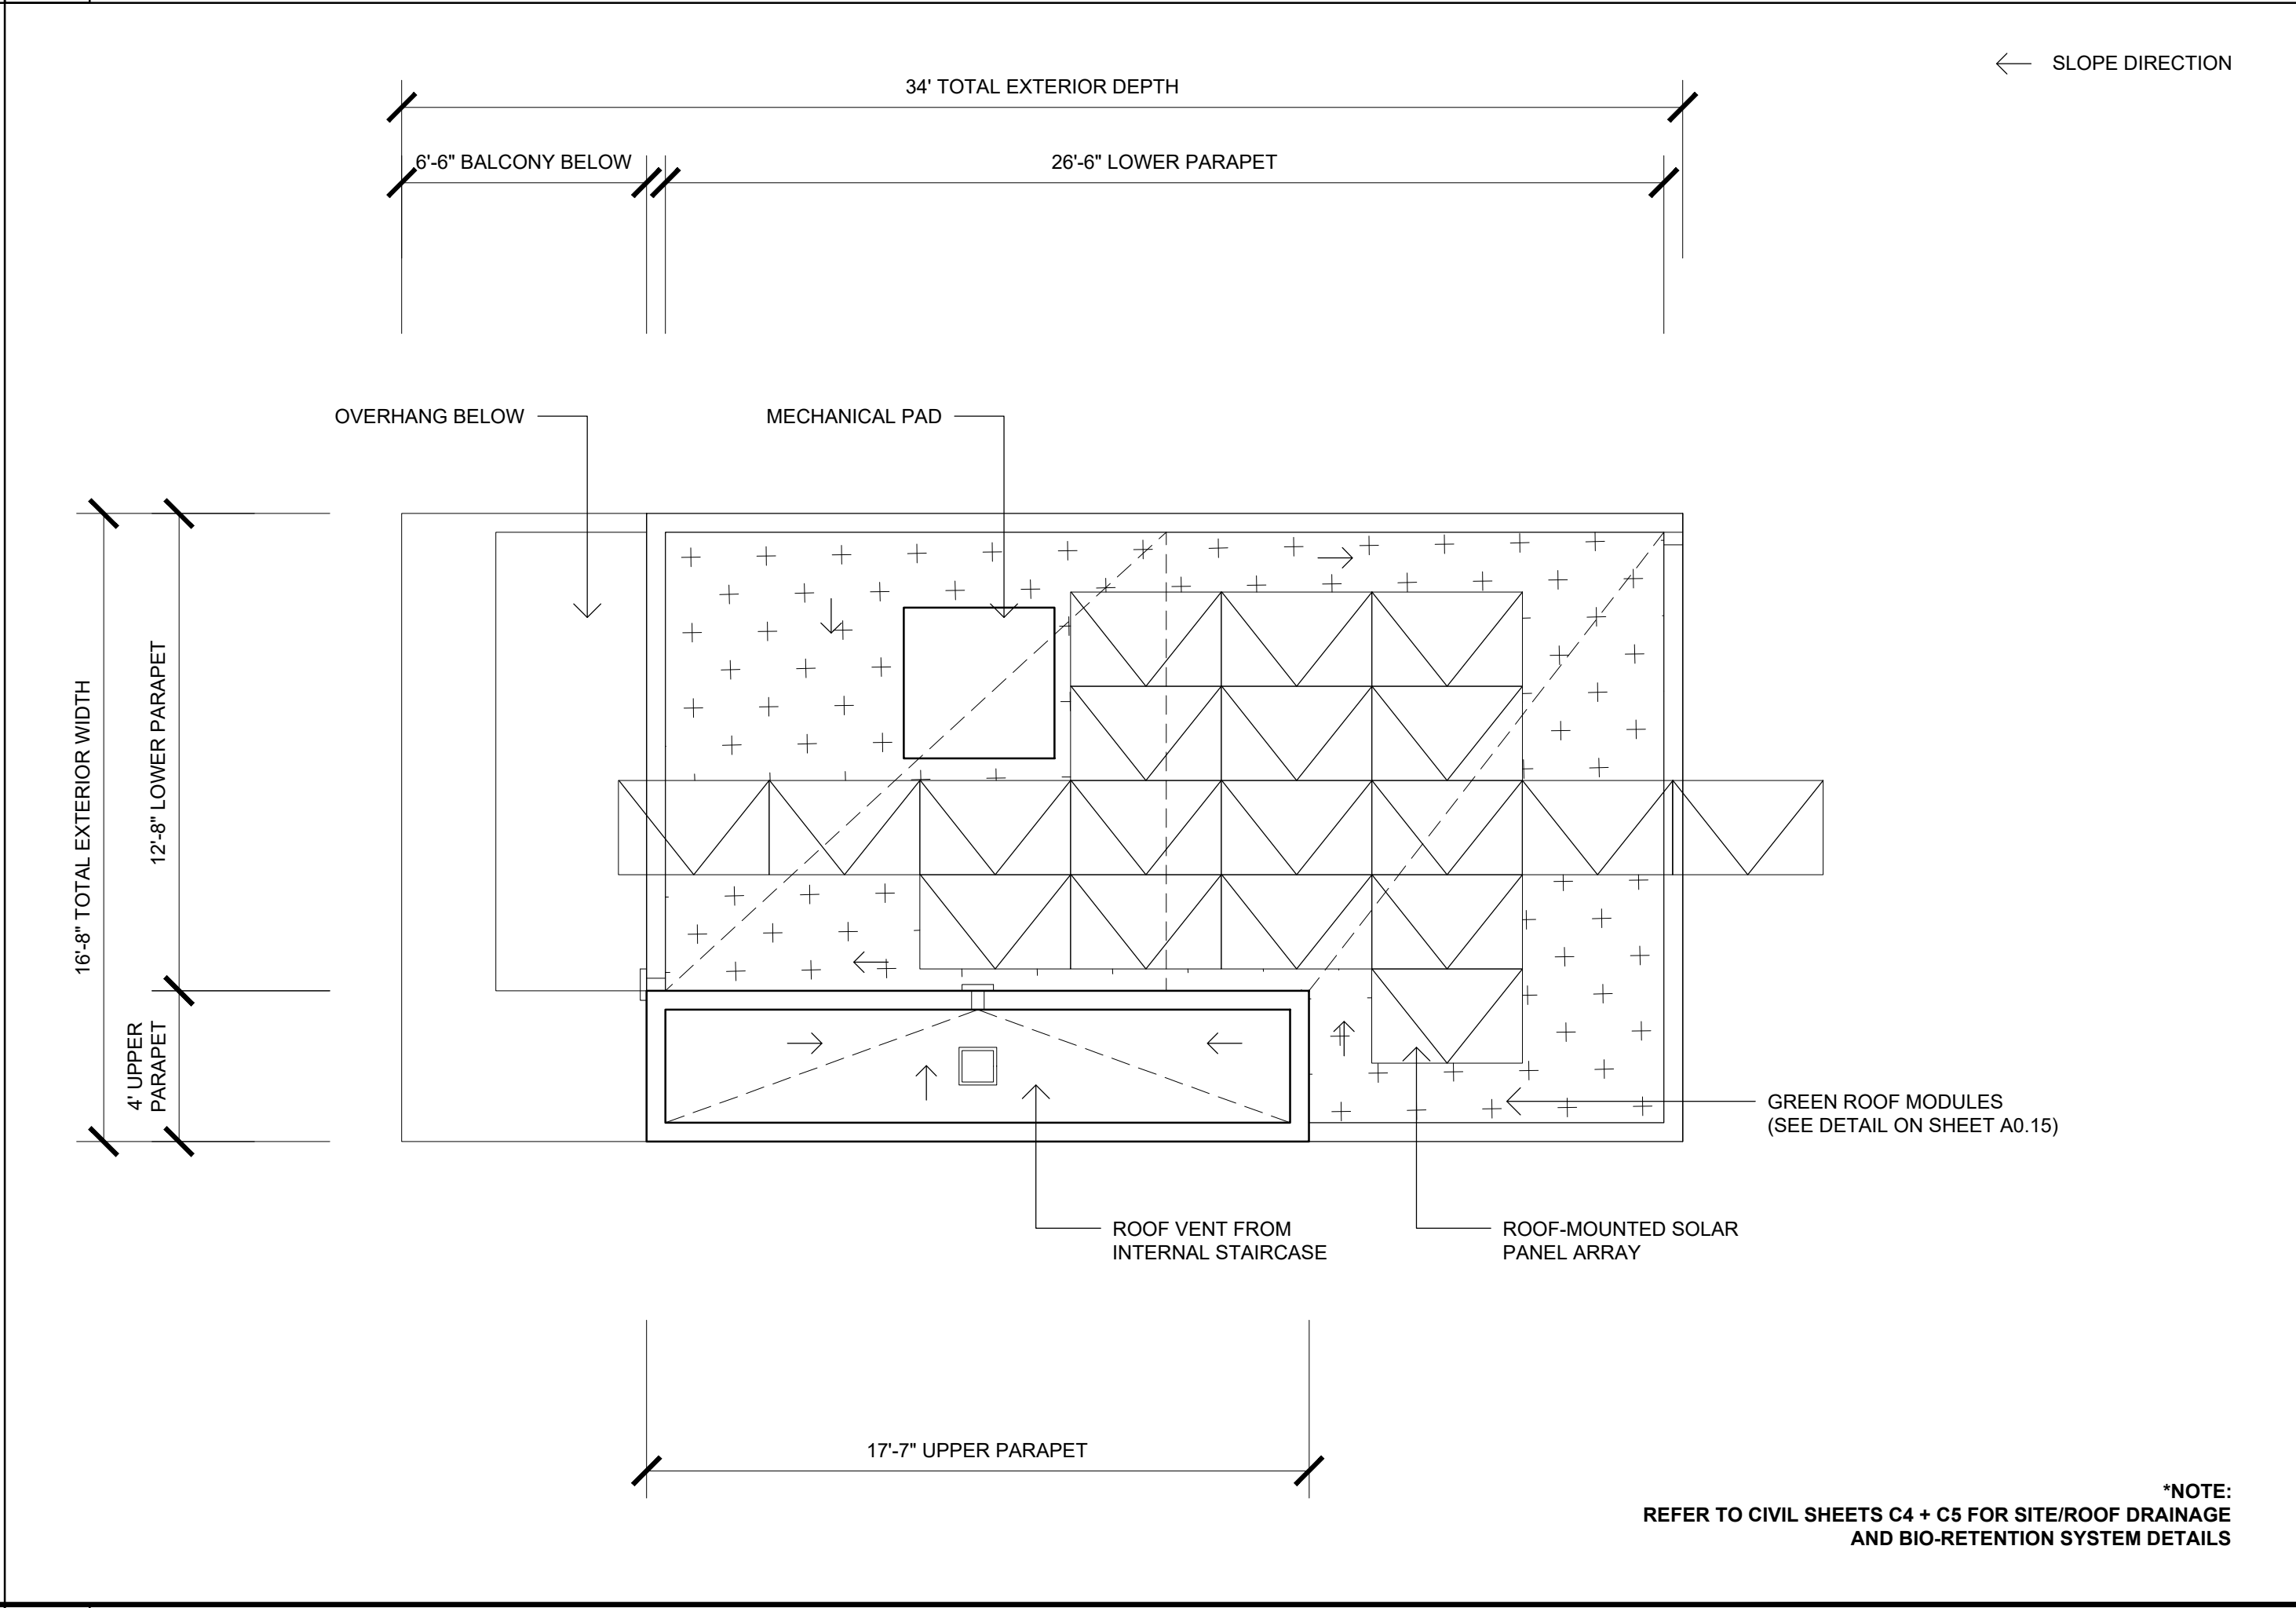 SLOPE DIRECTION
34' TOTAL EXTERIOR DEPTH
6'-6" BALCONY BELOW
26'-6" LOWER PARAPET
OVERHANG BELOW
MECHANICAL PAD
16'-8" TOTAL EXTERIOR WIDTH
12'-8" LOWER PARAPET
4' UPPER
PARAPET
GREEN ROOF MODULES
(SEE DETAIL ON SHEET A0.15)
ROOF VENT FROM
INTERNAL STAIRCASE
ROOF-MOUNTED SOLAR
PANEL ARRAY
17'-7" UPPER PARAPET
*NOTE:
REFER TO CIVIL SHEETS C4 + C5 FOR SITE/ROOF DRAINAGE
AND BIO-RETENTION SYSTEM DETAILS